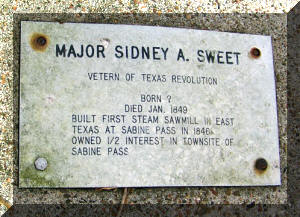 MAJOR SIDNEY A. SWEET
VETERN OF TEXAS REVOLUTION
BORN ?
DIED JAN. 1849
BUILT FIRST STEAM SAWMILL IN EAST
TEXAS AT SABINE PASS IN 1846
OWNED 1/2 INTEREST IN TOWNSITE OF
SABINE PASS